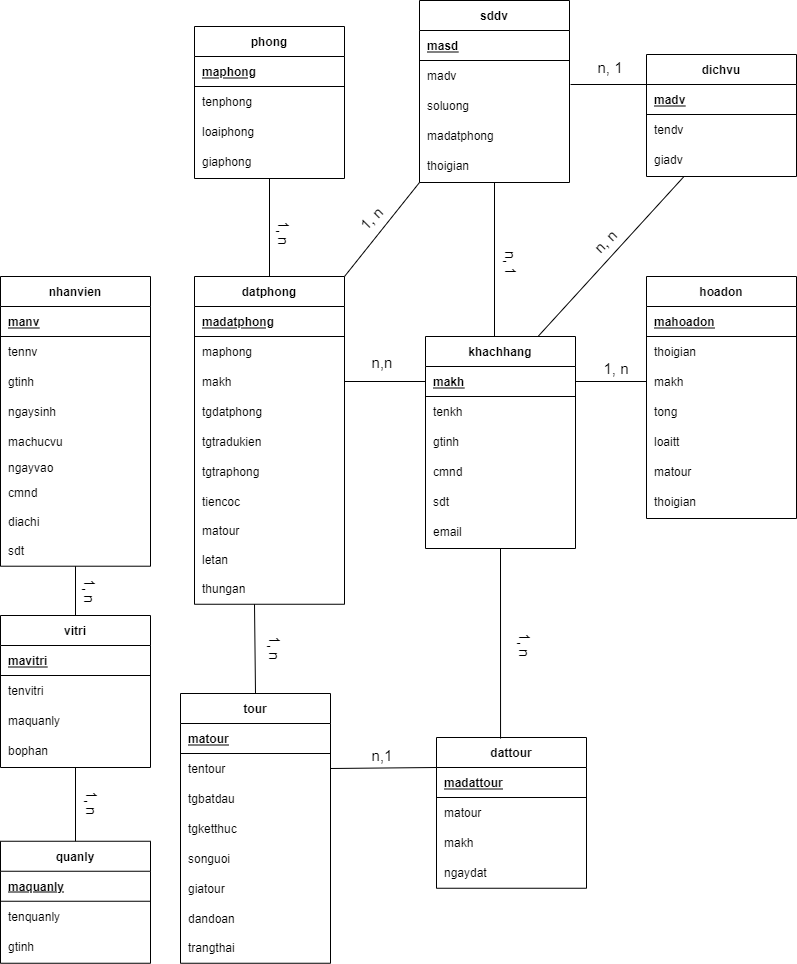 sddv
masd
madv
soluong
madatphong
thoigian
phong
maphong
tenphong
loaiphong
giaphong
n, 1
dichvu
madv
tendv
giadv
1, n
1, n
n, 1
n, n
nhanvien
manv
tennv
gtinh
ngaysinh
machucvu
ngayvao
cmnd
diachi
sdt
datphong
madatphong
maphong
makh
tgdatphong
tgtradukien
tgtraphong
tiencoc
matour
letan
thungan
n,n
khachhang
makh
tenkh
gtinh
cmnd
sdt
email
1, n
hoadon
mahoadon
thoigian
makh
tong
loaitt
matour
thoigian
1, n
vitri
mavitri
tenvitri
maquanly
bophan
1, n
1, n
tour
matour
tentour
tgbatdau
tgketthuc
songuoi
giatour
dandoan
trangthai
n,1
dattour
madattour
matour
makh
ngaydat
1, n
quanly
maquanly
tenquanly
gtinh